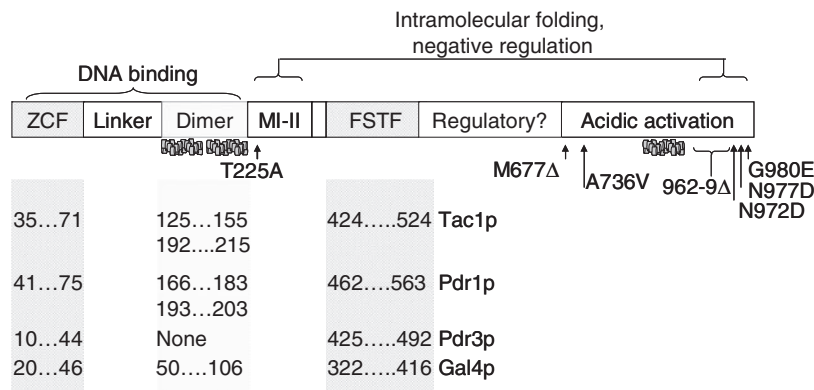 Intramolecular folding,
negative regulation
DNA binding
ZCF Linker Dimer MI-II FSTF Regulatory? Acidic activation
T225A M677Δ A736V 962-9Δ G980E
N977D
N972D
35...71 125...155 424.....524 Tac1p
192....215
41...75 166...183 462....563 Pdr1p
193...203
10...44 None 425.....492 Pdr3p
20...46 50....106 322.....416 Gal4p